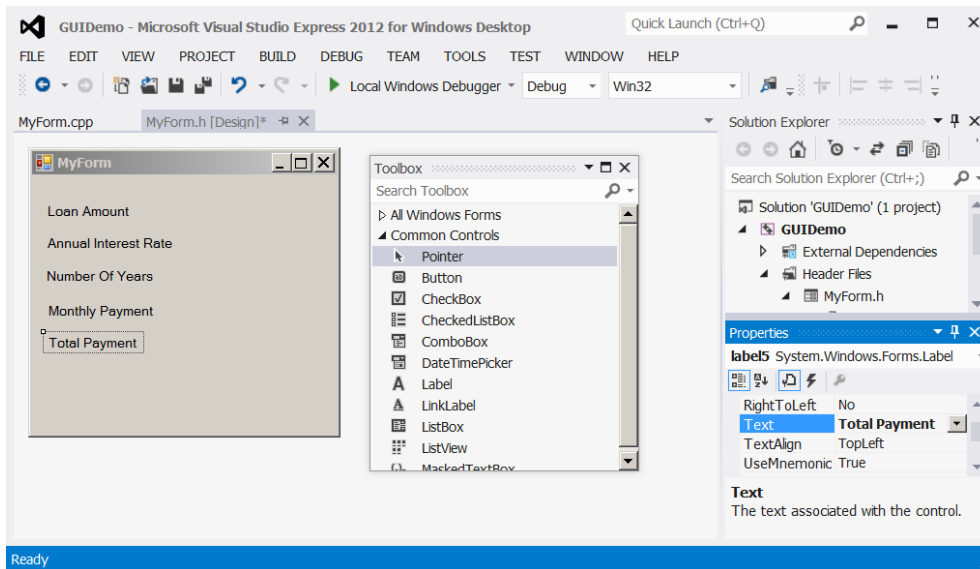 GUIDemo - Microsoft Visual Studio Express 2012 for Windows Desktop
Quick Launch (Ctrl+Q)
FILE EDIT VIEW PROJECT BUILD DEBUG TEAM TOOLS TEST WINDOW HELP
Local Windows Debugger Debug Win32
MyForm.cpp MyForm.h [Design]*
MyForm
Loan Amount
Annual Interest Rate
Number Of Years
Monthly Payment
Total Payment
Toolbox
Search Toolbox
All Windows Forms
Common Controls
Pointer
Button
CheckBox
CheckedListBox
ComboBox
DateTimePicker
A Label
A LinkLabel
ListBox
ListView
MaskedTextBox
Solution Explorer
Search Solution Explorer (Ctrl+;)
Solution 'GUIDemo' (1 project)
GUIDemo
External Dependencies
Header Files
MyForm.h
Properties
label5 System.Windows.Forms.Label
RightToLeft No
Text Total Payment
TextAlign TopLeft
UseMnemonic True
Text
The text associated with the control.
Ready